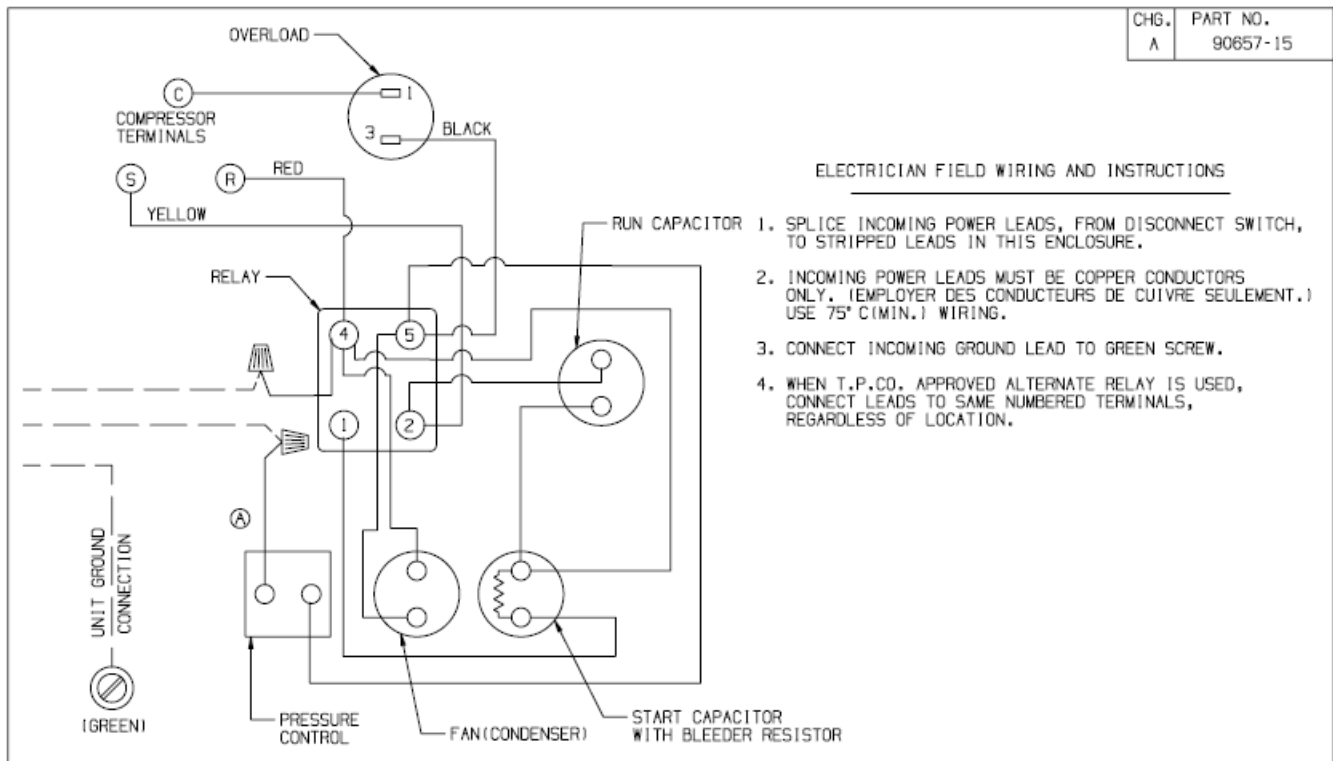 CHG. PART NO.
A 90657-15
OVERLOAD
C
1
COMPRESSOR
TERMINALS
3
BLACK
S
R
RED
YELLOW
ELECTRICIAN FIELD WIRING AND INSTRUCTIONS
RUN CAPACITOR
1. SPLICE INCOMING POWER LEADS, FROM DISCONNECT SWITCH,
TO STRIPPED LEADS IN THIS ENCLOSURE.
2. INCOMING POWER LEADS MUST BE COPPER CONDUCTORS
ONLY. (EMPLOYER DES CONDUCTEURS DE CUIVRE SEULEMENT.)
USE 75° C(MIN.) WIRING.
3. CONNECT INCOMING GROUND LEAD TO GREEN SCREW.
4. WHEN T.P.CO. APPROVED ALTERNATE RELAY IS USED,
CONNECT LEADS TO SAME NUMBERED TERMINALS,
REGARDLESS OF LOCATION.
RELAY
4
5
1
2
A
UNIT GROUND
CONNECTION
(GREEN)
PRESSURE
CONTROL
FAN(CONDENSER)
START CAPACITOR
WITH BLEEDER RESISTOR